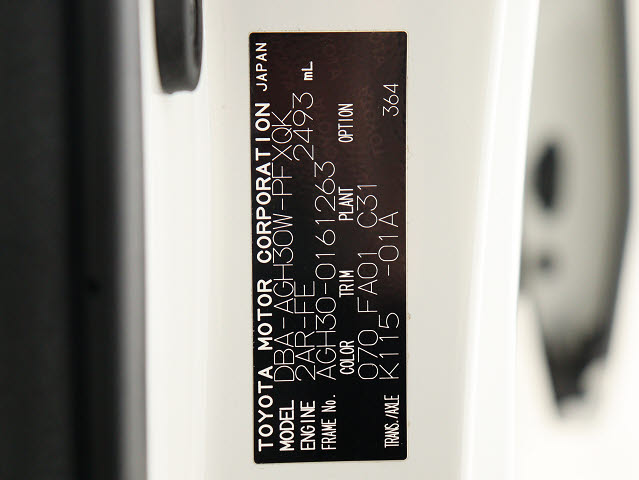 TOYOTA MOTOR CORPORATION JAPAN
MODEL DBA-AGH30W-PFXQK
ENGINE 2AR-FE 2493 mL
FRAME No. AGH30-0161263
COLOR TRIM PLANT OPTION
070 FA01 C31
TRANS./AXLE K115 -01A 364